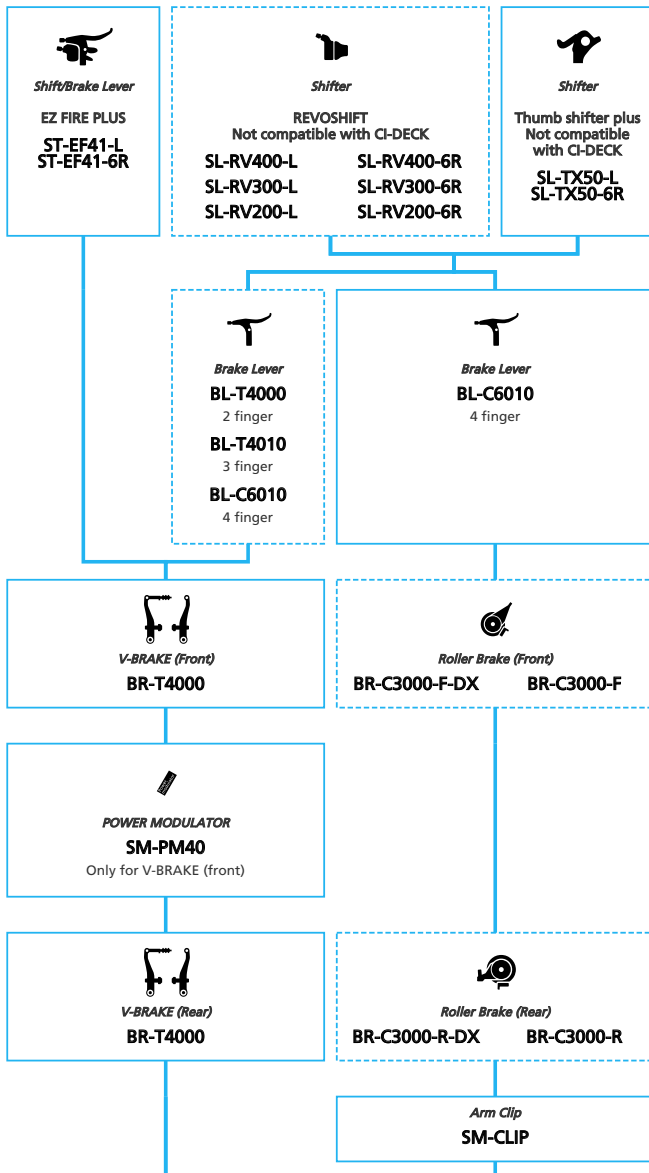 Shift/Brake Lever
EZ FIRE PLUS
ST-EF41-L
ST-EF41-6R
Shifter
REVOSHIFT
Not compatible with CI-DECK
SL-RV400-L SL-RV400-6R
SL-RV300-L SL-RV300-6R
SL-RV200-L SL-RV200-6R
Shifter
Thumb shifter plus
Not compatible
with CI-DECK
SL-TX50-L
SL-TX50-6R
Brake Lever
BL-T4000
2 finger
BL-T4010
3 finger
BL-C6010
4 finger
Brake Lever
BL-C6010
4 finger
V-BRAKE (Front)
BR-T4000
Roller Brake (Front)
BR-C3000-F-DX BR-C3000-F
POWER MODULATOR
SM-PM40
Only for V-BRAKE (front)
V-BRAKE (Rear)
BR-T4000
Roller Brake (Rear)
BR-C3000-R-DX BR-C3000-R
Arm Clip
SM-CLIP